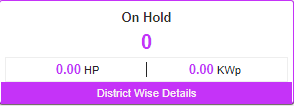 On Hold
0
0.00 HP | 0.00 KWp
District Wise Details